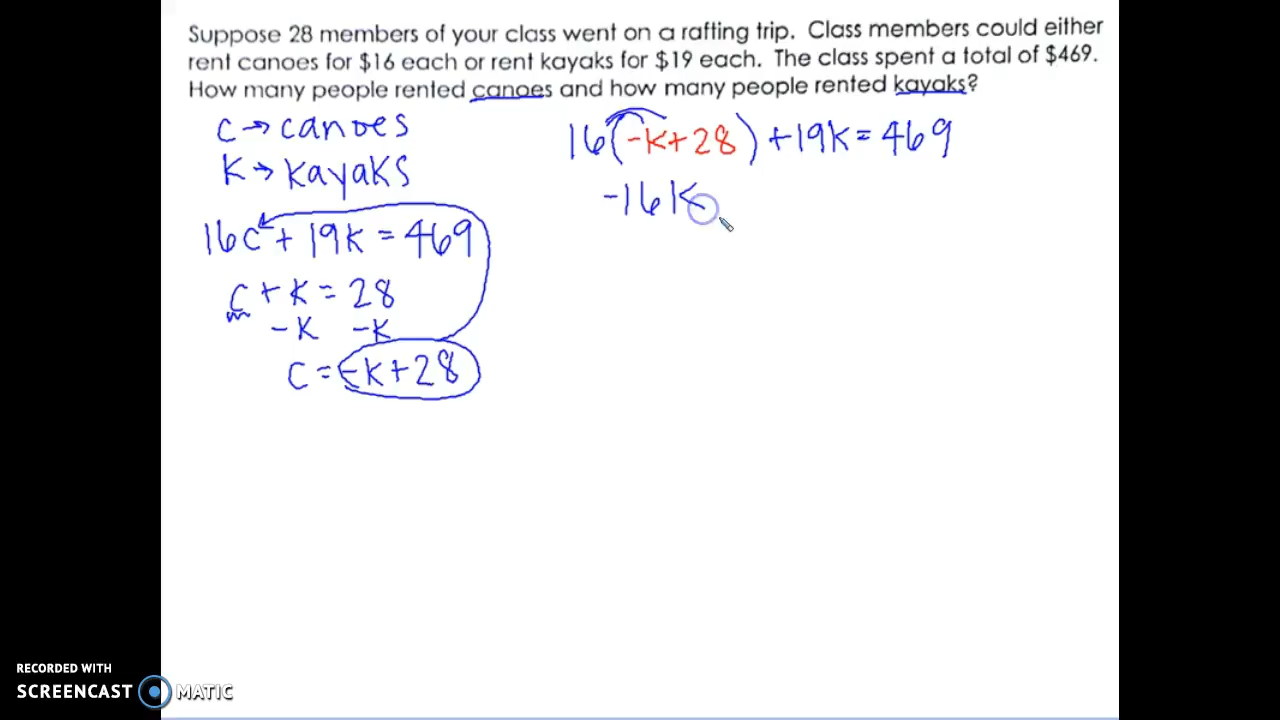 Suppose 28 members of your class went on a rafting trip. Class members could either
rent canoes for $16 each or rent kayaks for $19 each. The class spent a total of $469.
How many people rented canoes and how many people rented kayaks?
C → canoes
K → Kayaks
16C + 19K = 469
C + K = 28
-K -K
C = -K+28
16(-K+28) +19K = 469
-16K
RECORDED WITH
SCREENCAST MATIC